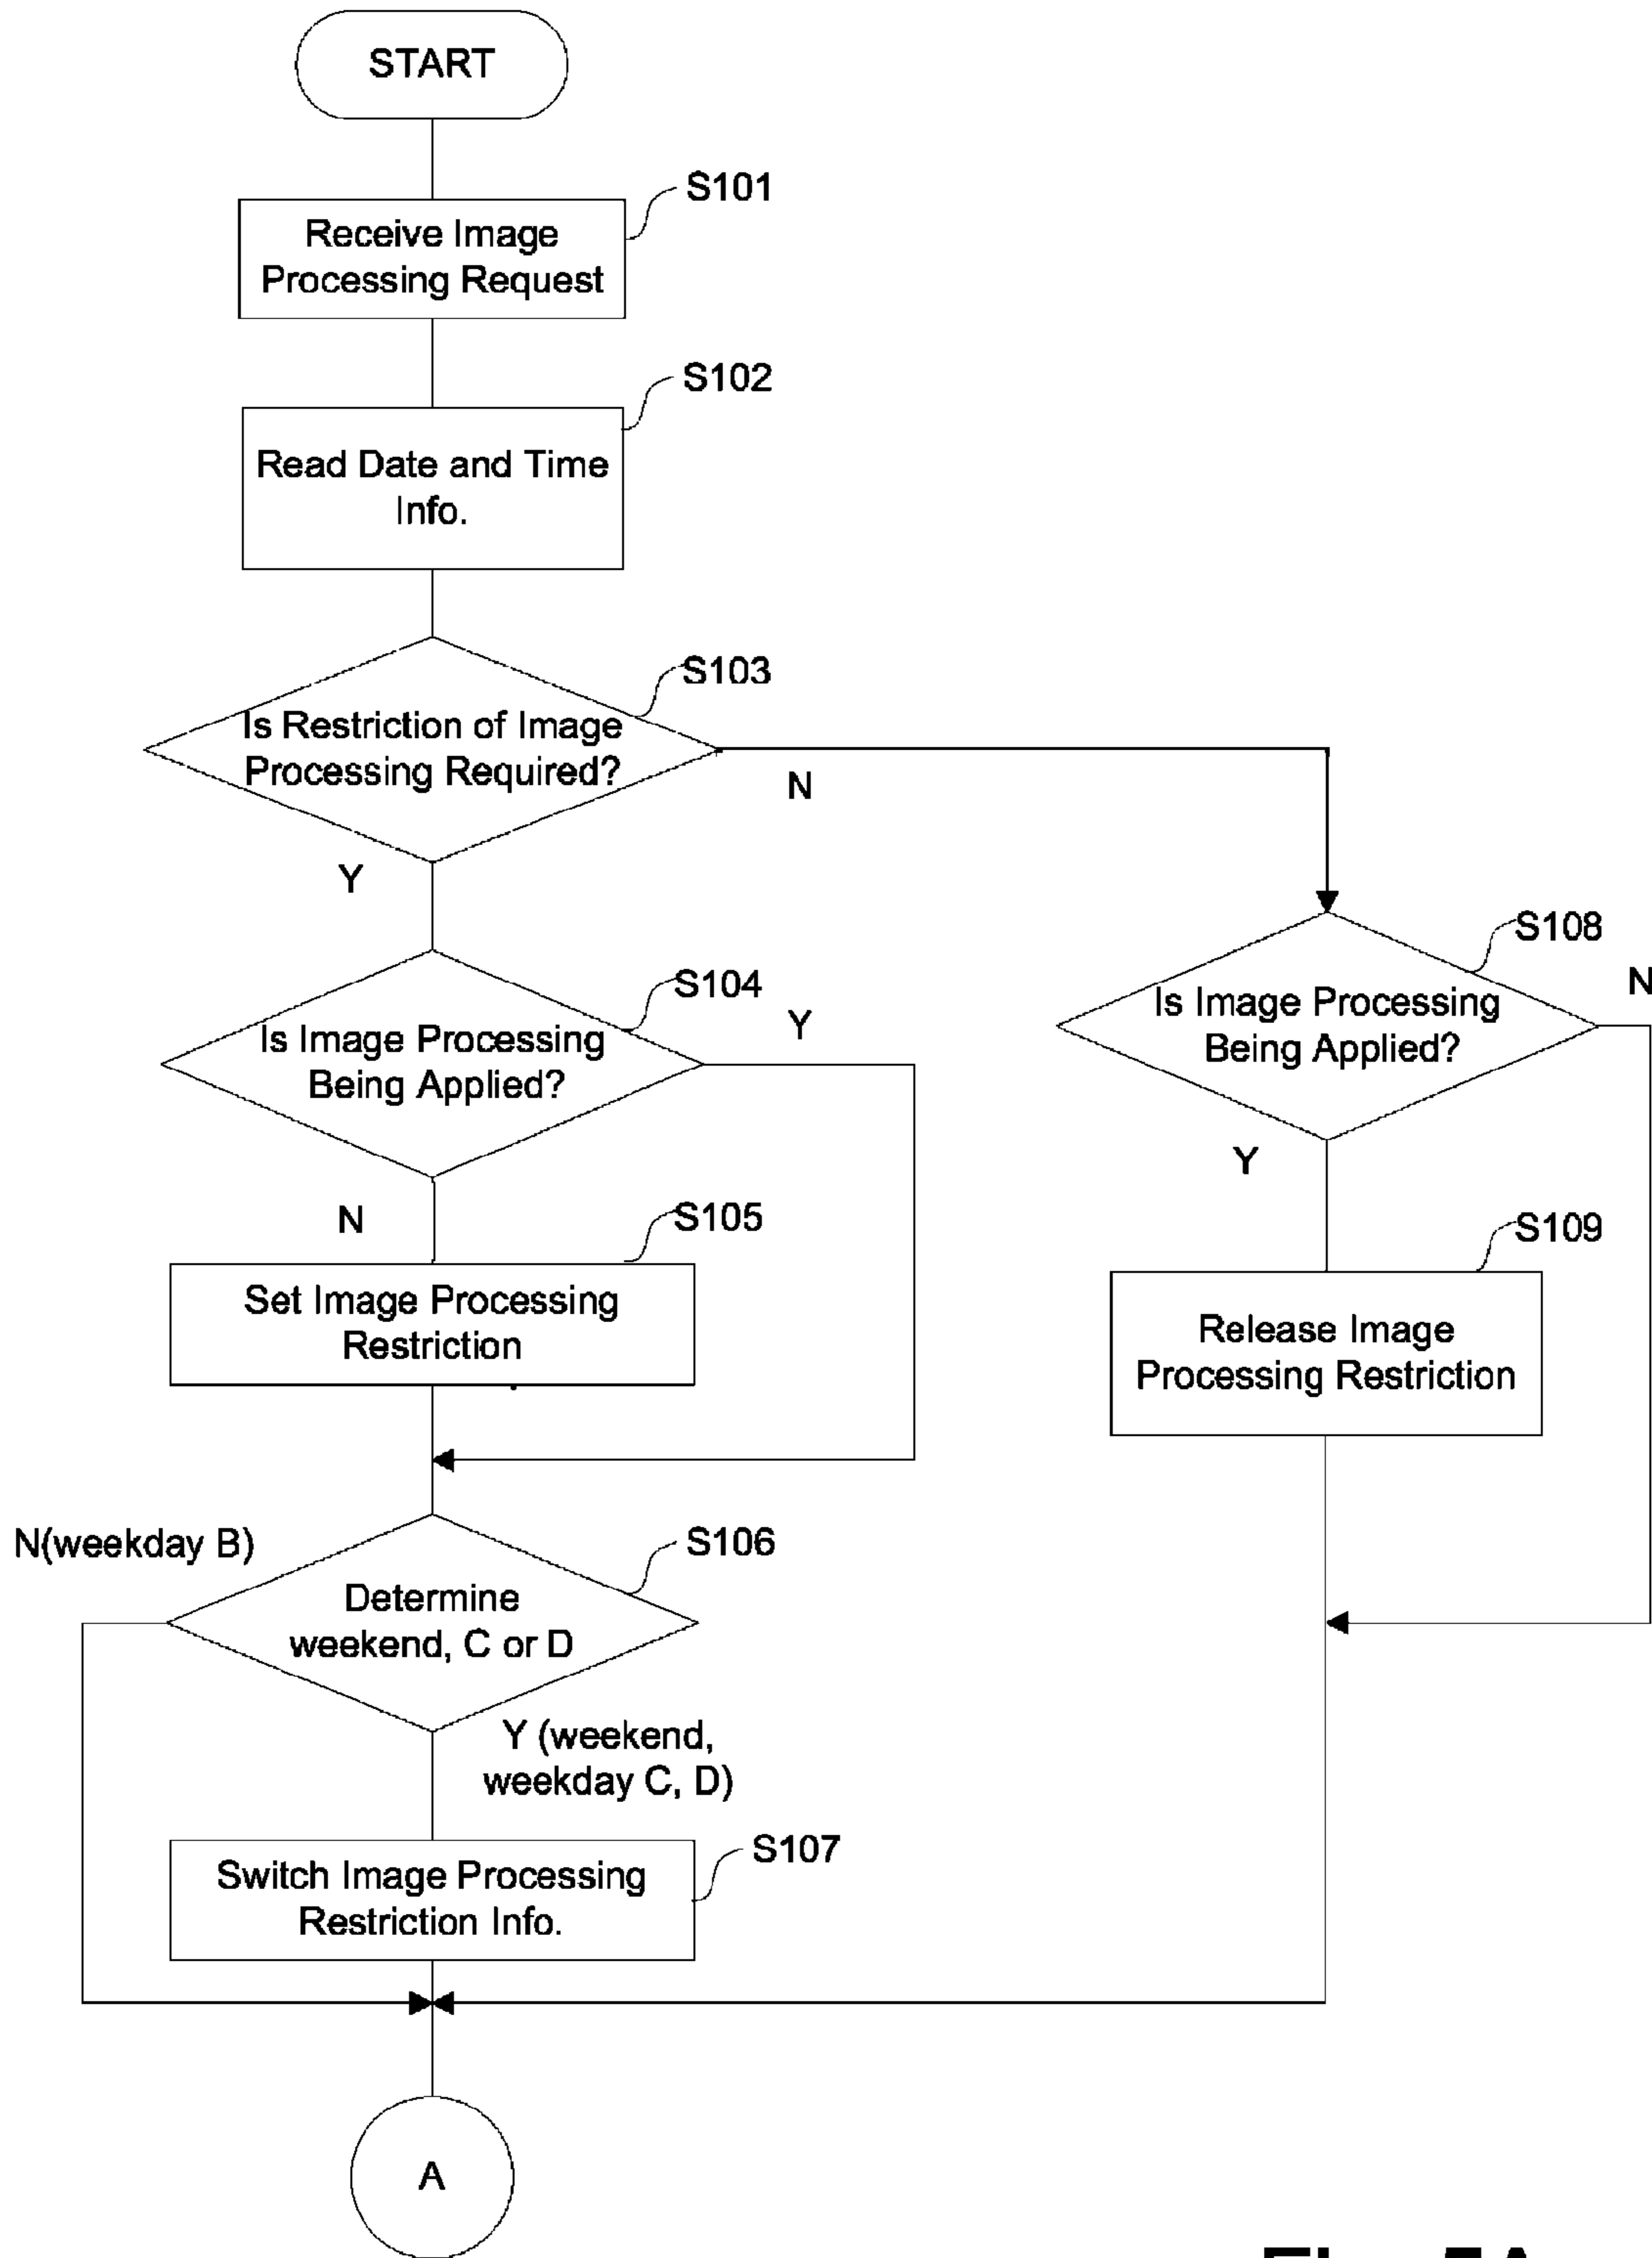 START
S101
Receive Image
Processing Request
S102
Read Date and Time
Info.
S103
Is Restriction of Image
Processing Required?
N
Y
S104
Is Image Processing
Being Applied?
Y
N
S108
Is Image Processing
Being Applied?
N
Y
S105
Set Image Processing
Restriction
S109
Release Image
Processing Restriction
N(weekday B)
S106
Determine
weekend, C or D
Y (weekend,
weekday C, D)
S107
Switch Image Processing
Restriction Info.
A